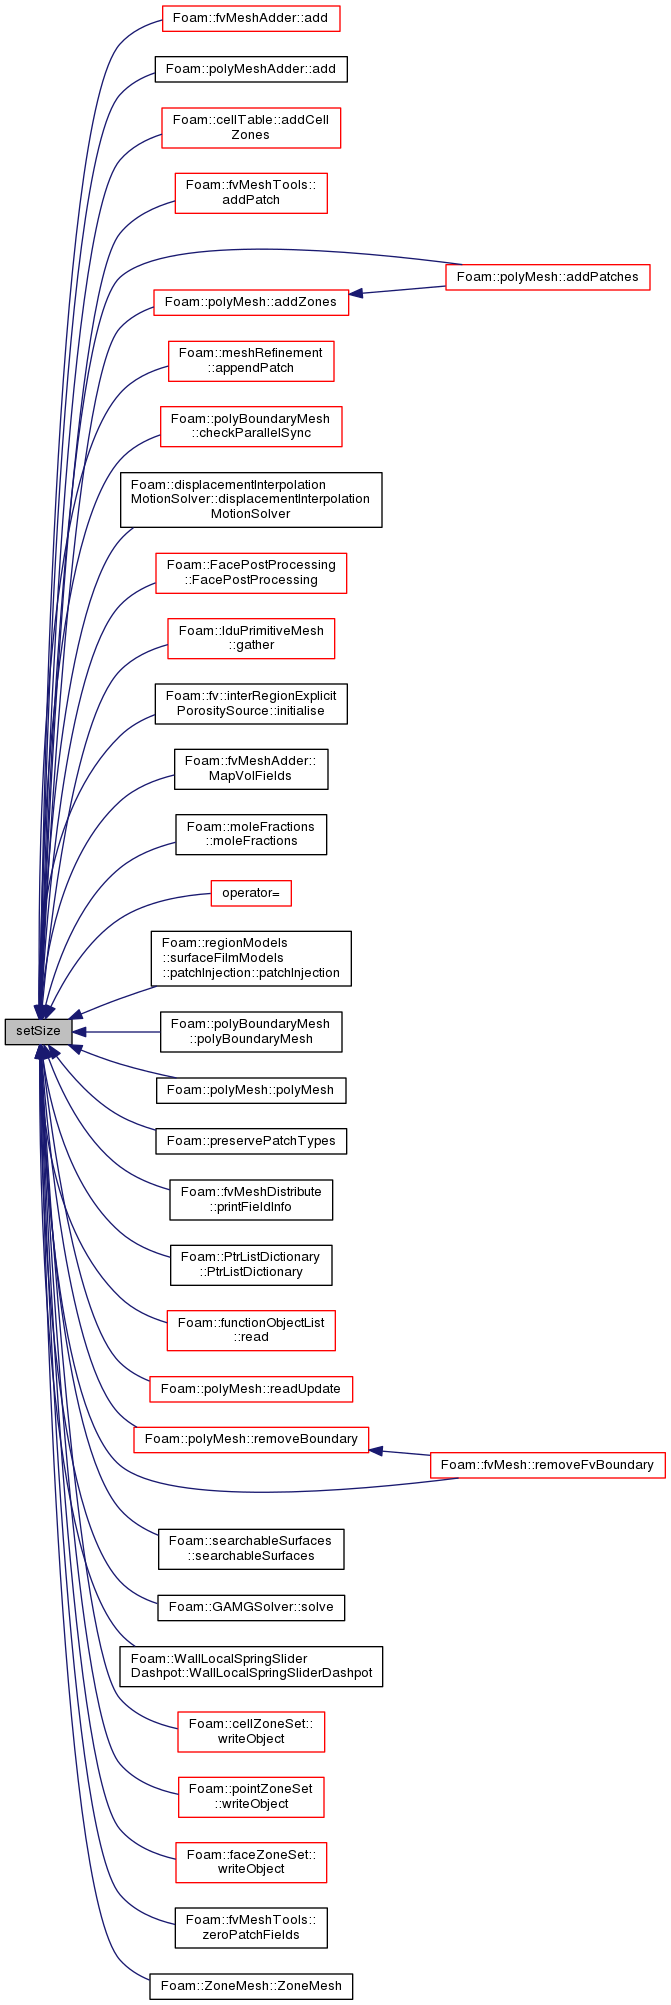 Foam::fvMeshAdder::add
Foam::polyMeshAdder::add
Foam::cellTable::addCell
Zones
Foam::fvMeshTools::
addPatch
Foam::polyMesh::addPatches
Foam::polyMesh::addZones
Foam::meshRefinement
::appendPatch
Foam::polyBoundaryMesh
::checkParallelSync
Foam::displacementInterpolation
MotionSolver::displacementInterpolation
MotionSolver
Foam::FacePostProcessing
::FacePostProcessing
Foam::lduPrimitiveMesh
::gather
Foam::fv::interRegionExplicit
PorositySource::initialise
Foam::fvMeshAdder::
MapVolFields
Foam::moleFractions
::moleFractions
operator=
Foam::regionModels
::surfaceFilmModels
::patchInjection::patchInjection
setSize
Foam::polyBoundaryMesh
::polyBoundaryMesh
Foam::polyMesh::polyMesh
Foam::preservePatchTypes
Foam::fvMeshDistribute
::printFieldInfo
Foam::PtrListDictionary
::PtrListDictionary
Foam::functionObjectList
::read
Foam::polyMesh::readUpdate
Foam::polyMesh::removeBoundary
Foam::fvMesh::removeFvBoundary
Foam::searchableSurfaces
::searchableSurfaces
Foam::GAMGSolver::solve
Foam::WallLocalSpringSlider
Dashpot::WallLocalSpringSliderDashpot
Foam::cellZoneSet::
writeObject
Foam::pointZoneSet
::writeObject
Foam::faceZoneSet::
writeObject
Foam::fvMeshTools::
zeroPatchFields
Foam::ZoneMesh::ZoneMesh